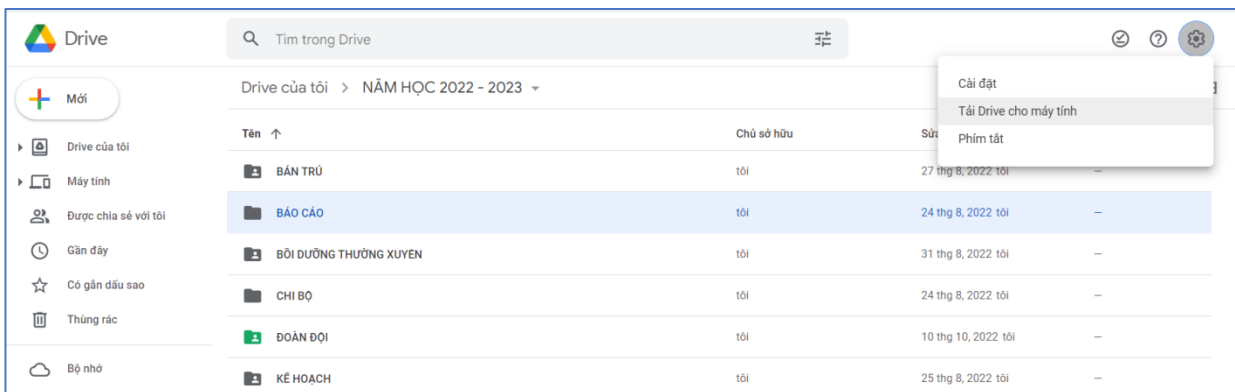 Drive
Tìm trong Drive
Mới
Drive của tôi > NĂM HỌC 2022 - 2023
Cài đặt
Tải Drive cho máy tính
Phím tắt
Tên ↑ Chủ sở hữu
Drive của tôi
Máy tính
Được chia sẻ với tôi
Gần đây
Có gắn dấu sao
Thùng rác
Bộ nhớ
BÁN TRÚ tôi 27 thg 8, 2022 tôi —
BÁO CÁO tôi 24 thg 8, 2022 tôi —
BỒI DƯỠNG THƯỜNG XUYÊN tôi 31 thg 8, 2022 tôi —
CHI BỘ tôi 24 thg 8, 2022 tôi —
ĐOÀN ĐỘI tôi 10 thg 10, 2022 tôi —
KẾ HOẠCH tôi 25 thg 8, 2022 tôi —